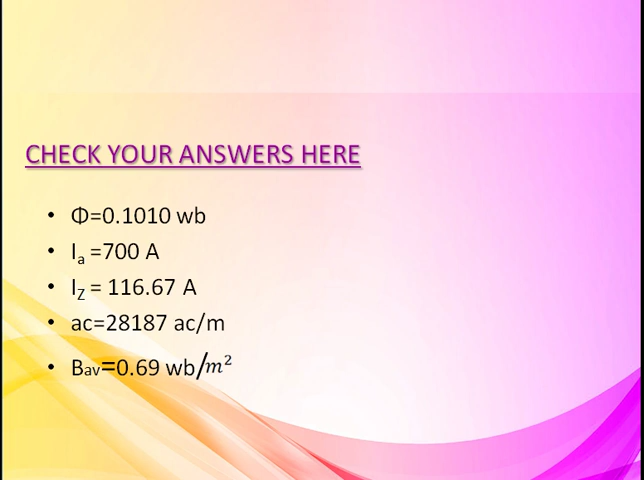 CHECK YOUR ANSWERS HERE
• Φ=0.1010 wb
• Iₐ =700 A
• I_Z = 116.67 A
• ac=28187 ac/m
• Bav=0.69 wb/m²